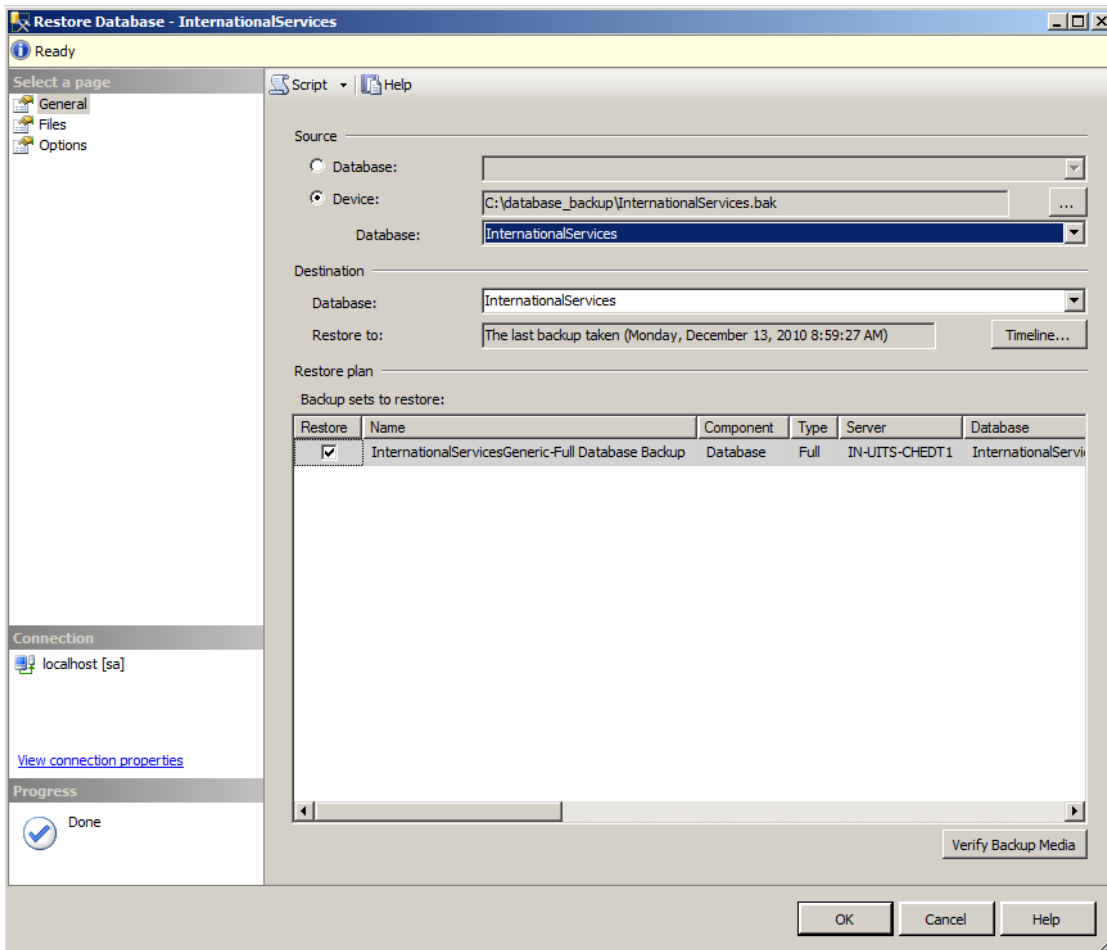 Restore Database - InternationalServices
Ready
Select a page
General
Files
Options
Script
Help
Source
Database:
Device:
C:\database_backup\InternationalServices.bak
...
Database:
InternationalServices
Destination
Database:
InternationalServices
Restore to:
The last backup taken (Monday, December 13, 2010 8:59:27 AM)
Timeline...
Restore plan
Backup sets to restore:
Restore Name Component Type Server Database
InternationalServicesGeneric-Full Database Backup Database Full IN-UITS-CHEDT1 InternationalServi
Connection
localhost [sa]
View connection properties
Progress
Done
Verify Backup Media
OK Cancel Help